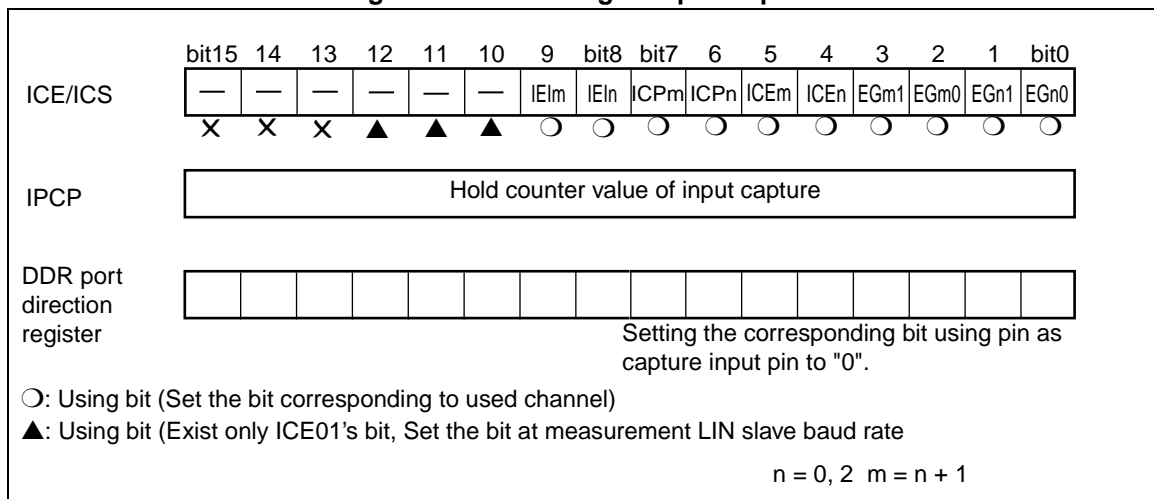 bit15 14 13 12 11 10 9 bit8 bit7 6 5 4 3 2 1 bit0
ICE/ICS — — — — — — IEIm IEIn ICPm ICPn ICEm ICEn EGm1 EGm0 EGn1 EGn0
✕ ✕ ✕ ▲ ▲ ▲ ❍ ❍ ❍ ❍ ❍ ❍ ❍ ❍ ❍ ❍
IPCP Hold counter value of input capture
DDR port
direction
register
Setting the corresponding bit using pin as
capture input pin to "0".
❍: Using bit (Set the bit corresponding to used channel)
▲: Using bit (Exist only ICE01's bit, Set the bit at measurement LIN slave baud rate
n = 0, 2 m = n + 1